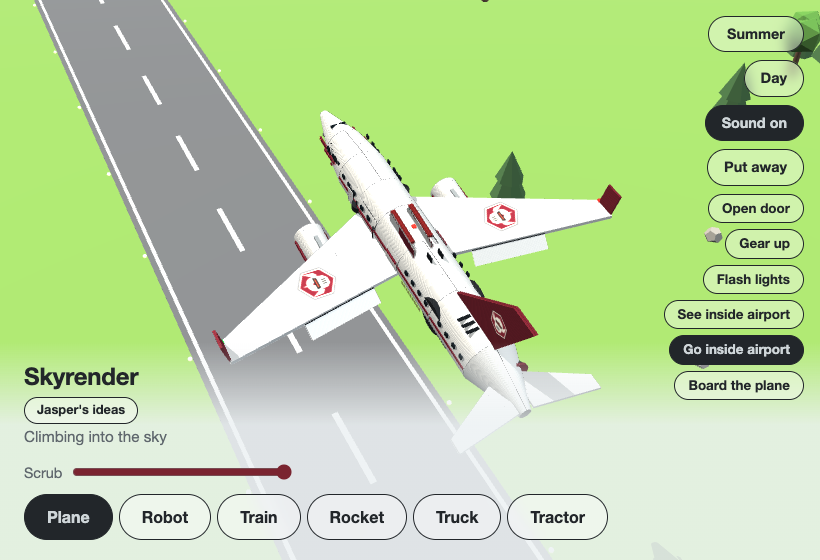 Summer
Day
Sound on
Put away
Open door
Gear up
Flash lights
See inside airport
Go inside airport
Board the plane
Skyrender
Jasper's ideas
Climbing into the sky
Scrub
Plane
Robot
Train
Rocket
Truck
Tractor